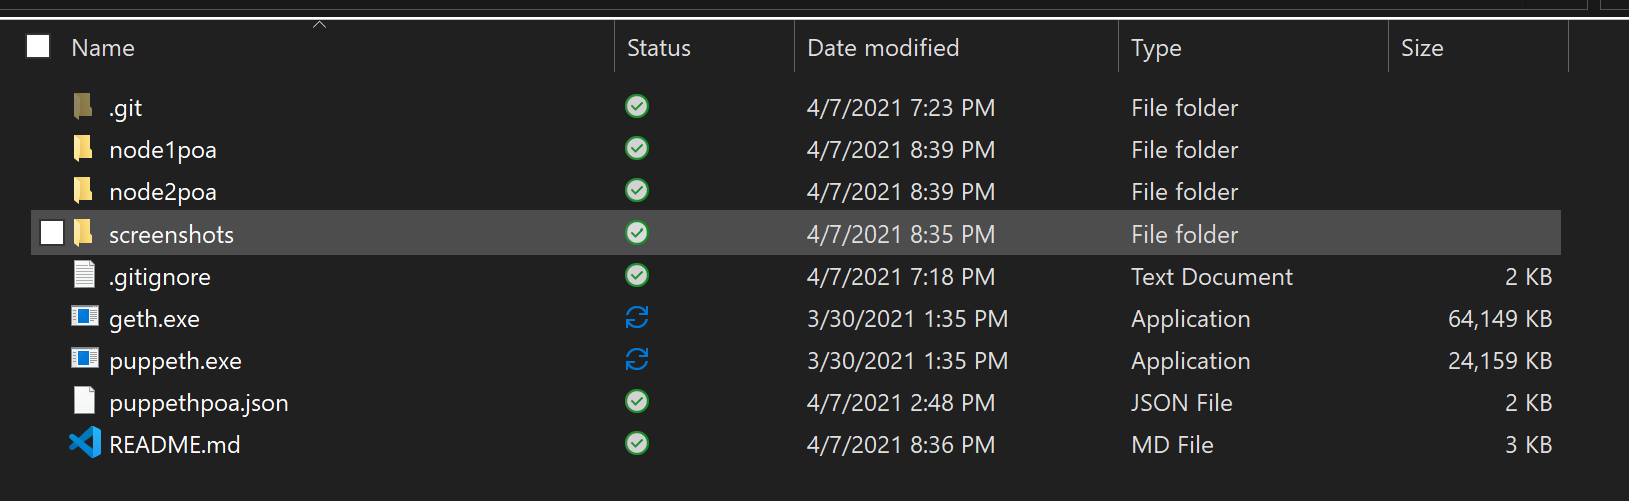 Name Status Date modified Type Size
.git 4/7/2021 7:23 PM File folder
node1poa 4/7/2021 8:39 PM File folder
node2poa 4/7/2021 8:39 PM File folder
screenshots 4/7/2021 8:35 PM File folder
.gitignore 4/7/2021 7:18 PM Text Document 2 KB
geth.exe 3/30/2021 1:35 PM Application 64,149 KB
puppeth.exe 3/30/2021 1:35 PM Application 24,159 KB
puppethpoa.json 4/7/2021 2:48 PM JSON File 2 KB
README.md 4/7/2021 8:36 PM MD File 3 KB